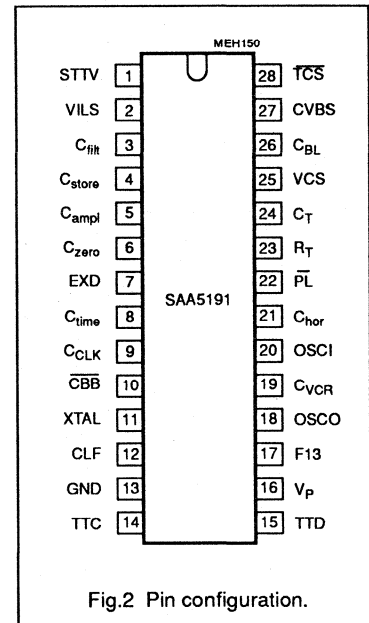 MEH150
STTV 1 28 T̅C̅S̅
VILS 2 27 CVBS
Cfilt 3 26 CBL
Cstore 4 25 VCS
Campl 5 24 CT
Czero 6 23 RT
EXD 7 22 P̅L̅
SAA5191
Ctime 8 21 Chor
CCLK 9 20 OSCI
C̅B̅B̅ 10 19 CVCR
XTAL 11 18 OSCO
CLF 12 17 F13
GND 13 16 VP
TTC 14 15 TTD
Fig.2 Pin configuration.